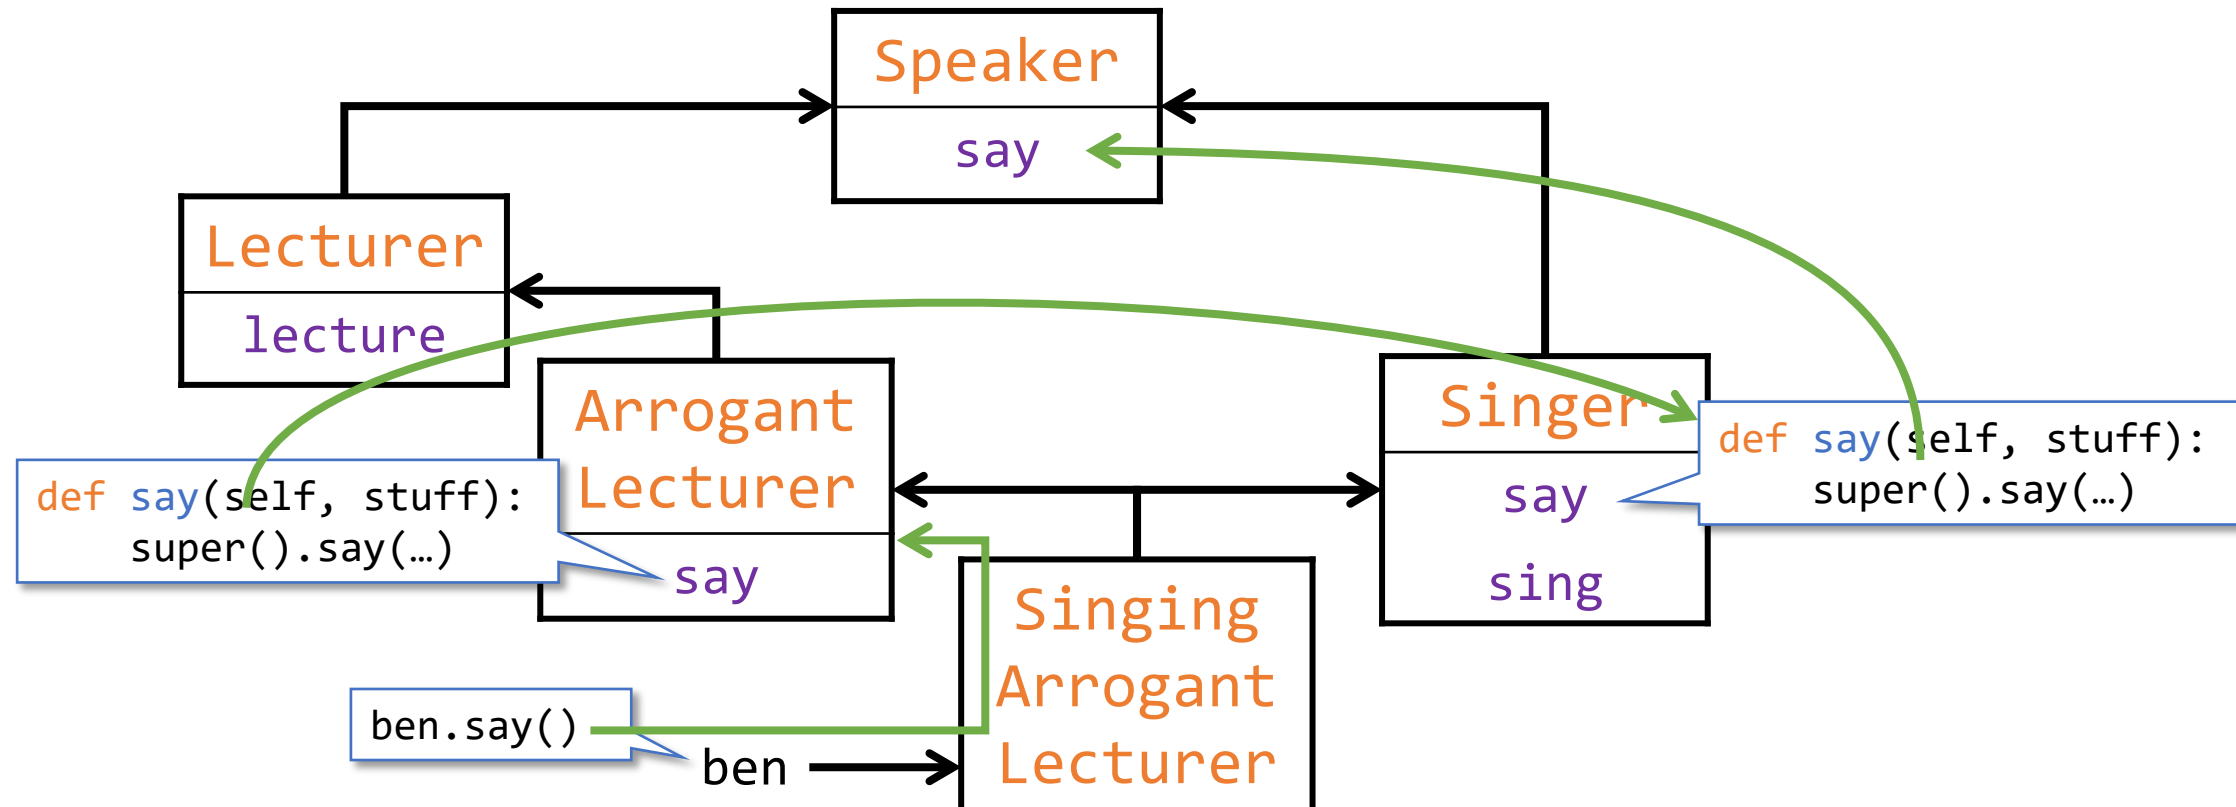 Speaker
say
Lecturer
lecture
Arrogant
Lecturer
say
def say(self, stuff):
super().say(…)
Singer
say
sing
def say(self, stuff):
super().say(…)
Singing
Arrogant
Lecturer
ben.say()
ben